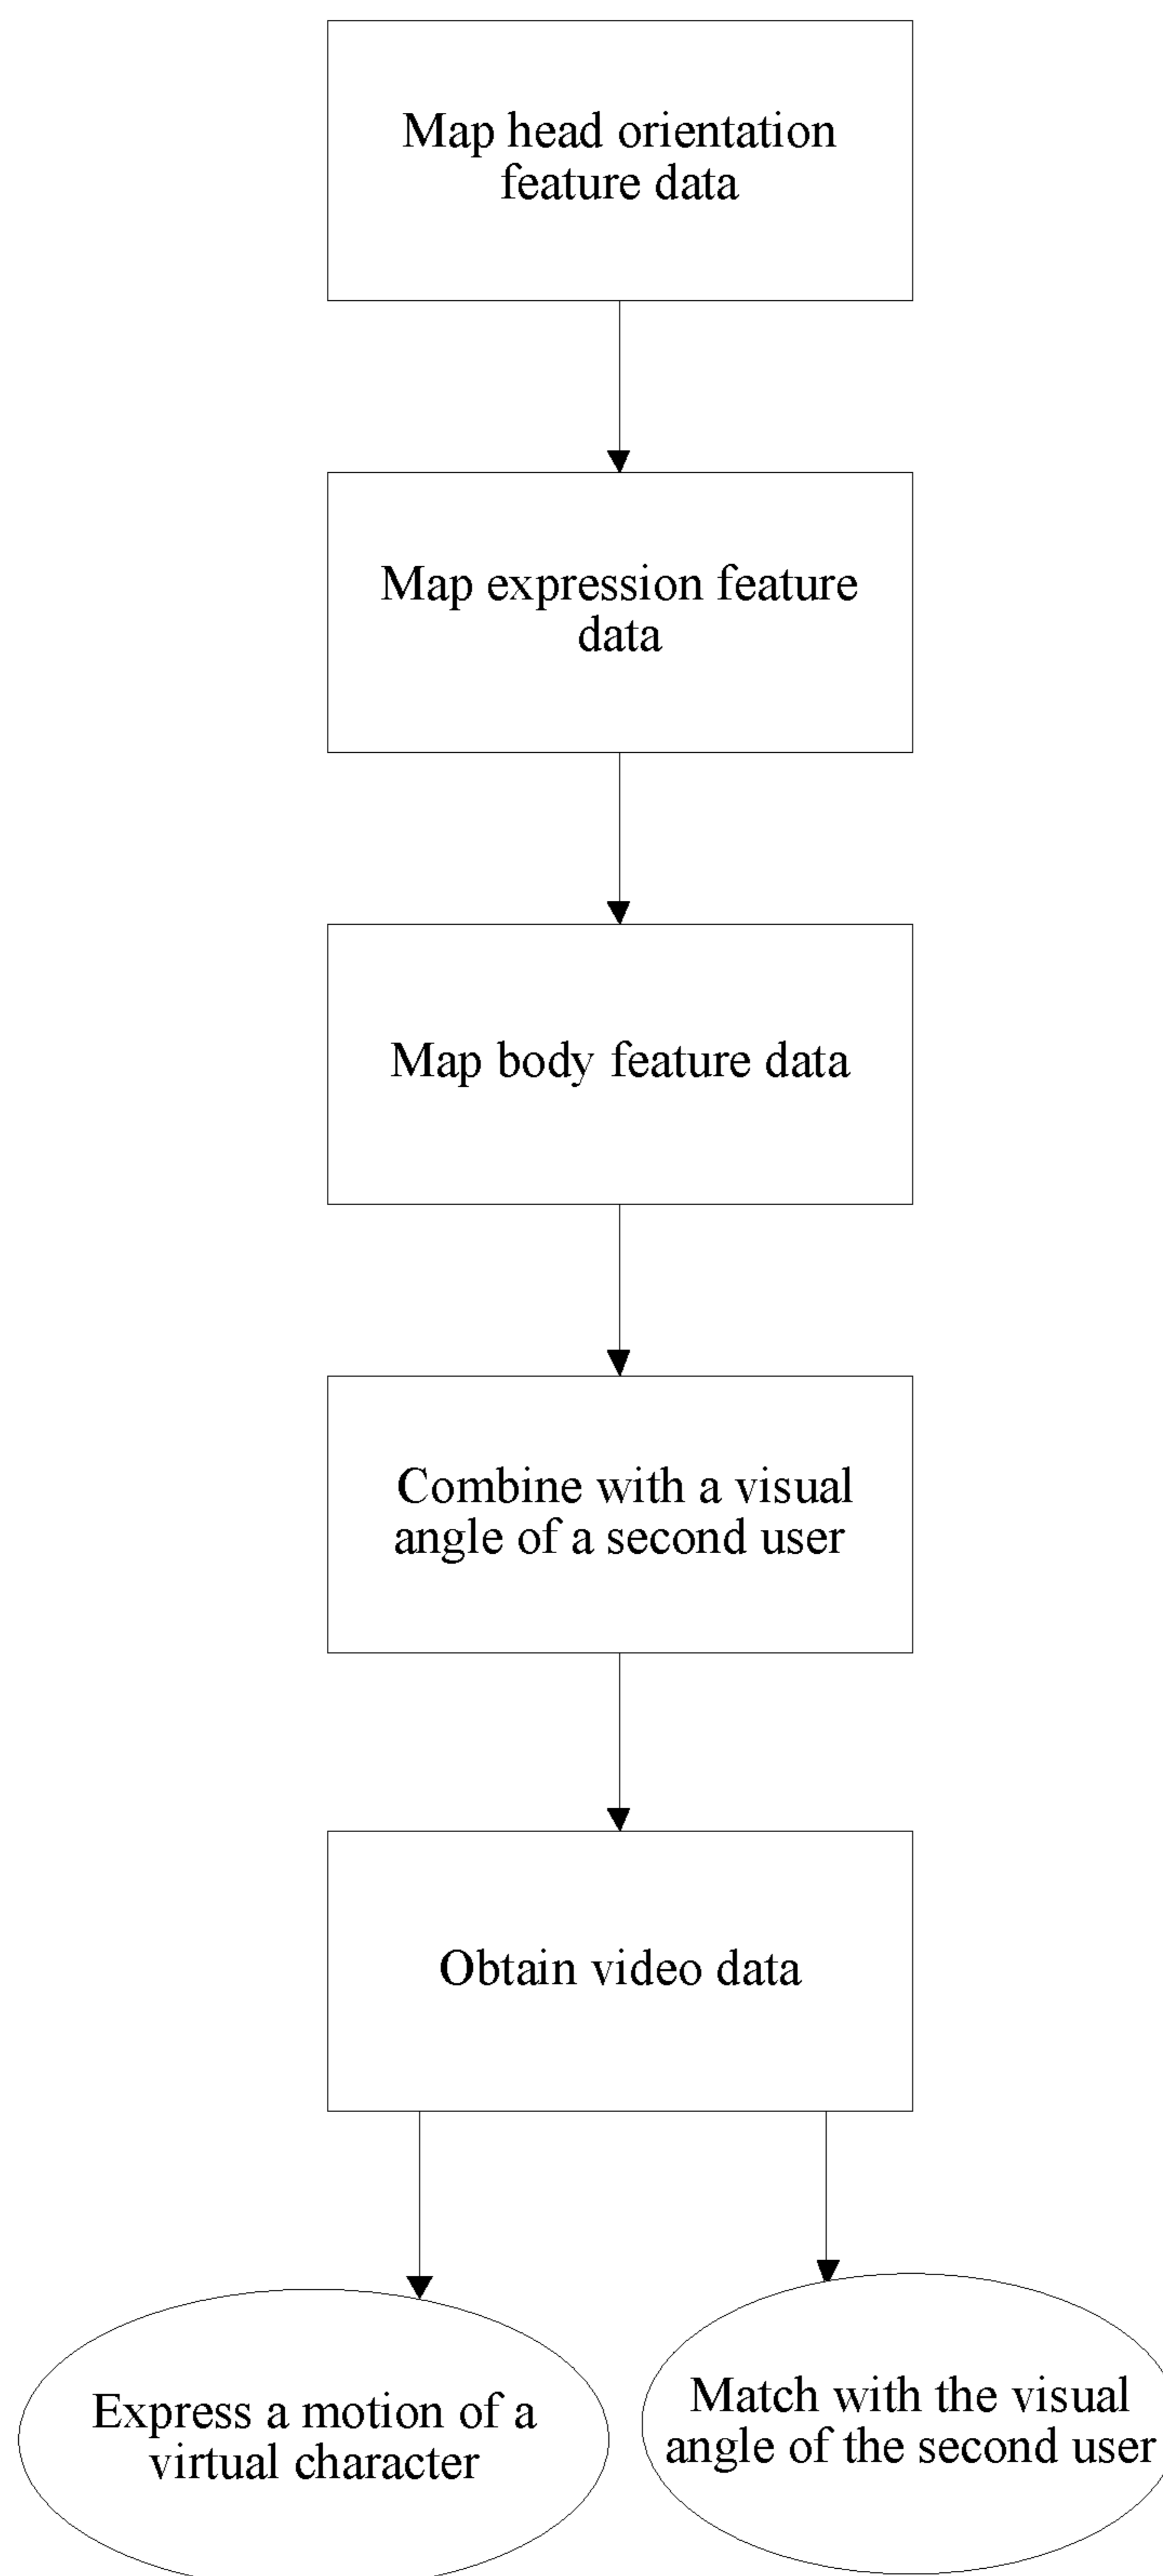 Map head orientation
feature data
Map expression feature
data
Map body feature data
Combine with a visual
angle of a second user
Obtain video data
Express a motion of a
virtual character
Match with the visual
angle of the second user